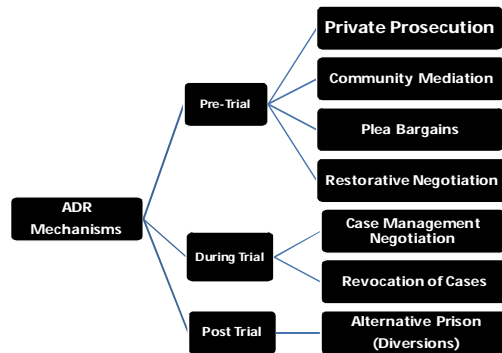 Private Prosecution
Community Mediation
Pre-Trial
Plea Bargains
Restorative Negotiation
ADR
Mechanisms
Case Management
Negotiation
During Trial
Revocation of Cases
Post Trial
Alternative Prison
(Diversions)